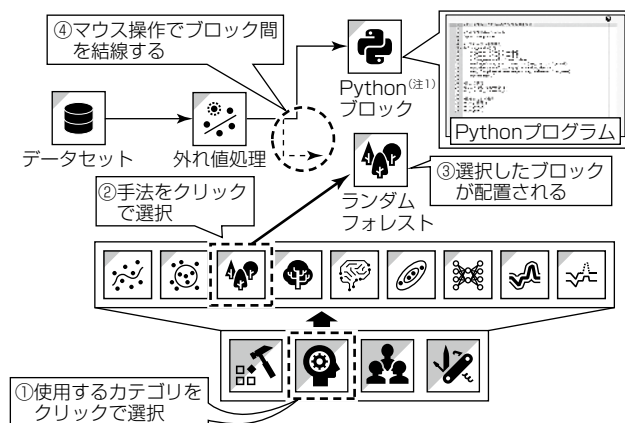 ④マウス操作でブロック間
を結線する
Python(注1)
ブロック
Pythonプログラム
データセット
外れ値処理
②手法をクリック
で選択
ランダム
フォレスト
③選択したブロック
が配置される
①使用するカテゴリを
クリックで選択